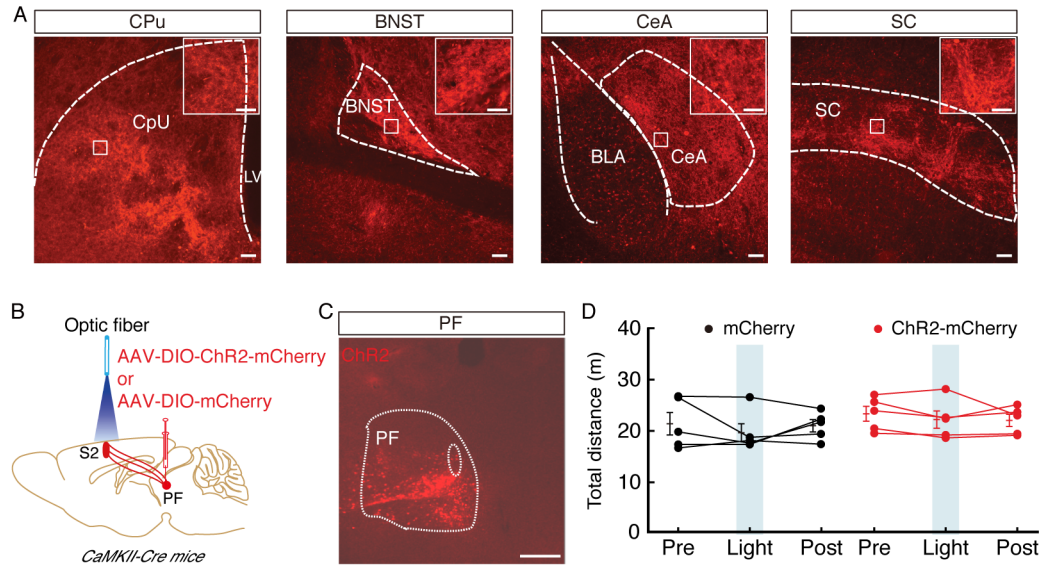 A
CPu
BNST
CeA
SC
CpU
LV
BNST
BLA
CeA
SC
B
Optic fiber
AAV-DIO-ChR2-mCherry
or
AAV-DIO-mCherry
S2
PF
CaMKII-Cre mice
C
PF
ChR2
PF
D
mCherry
ChR2-mCherry
Total distance (m)
40
30
20
10
0
Pre
Light
Post
Pre
Light
Post